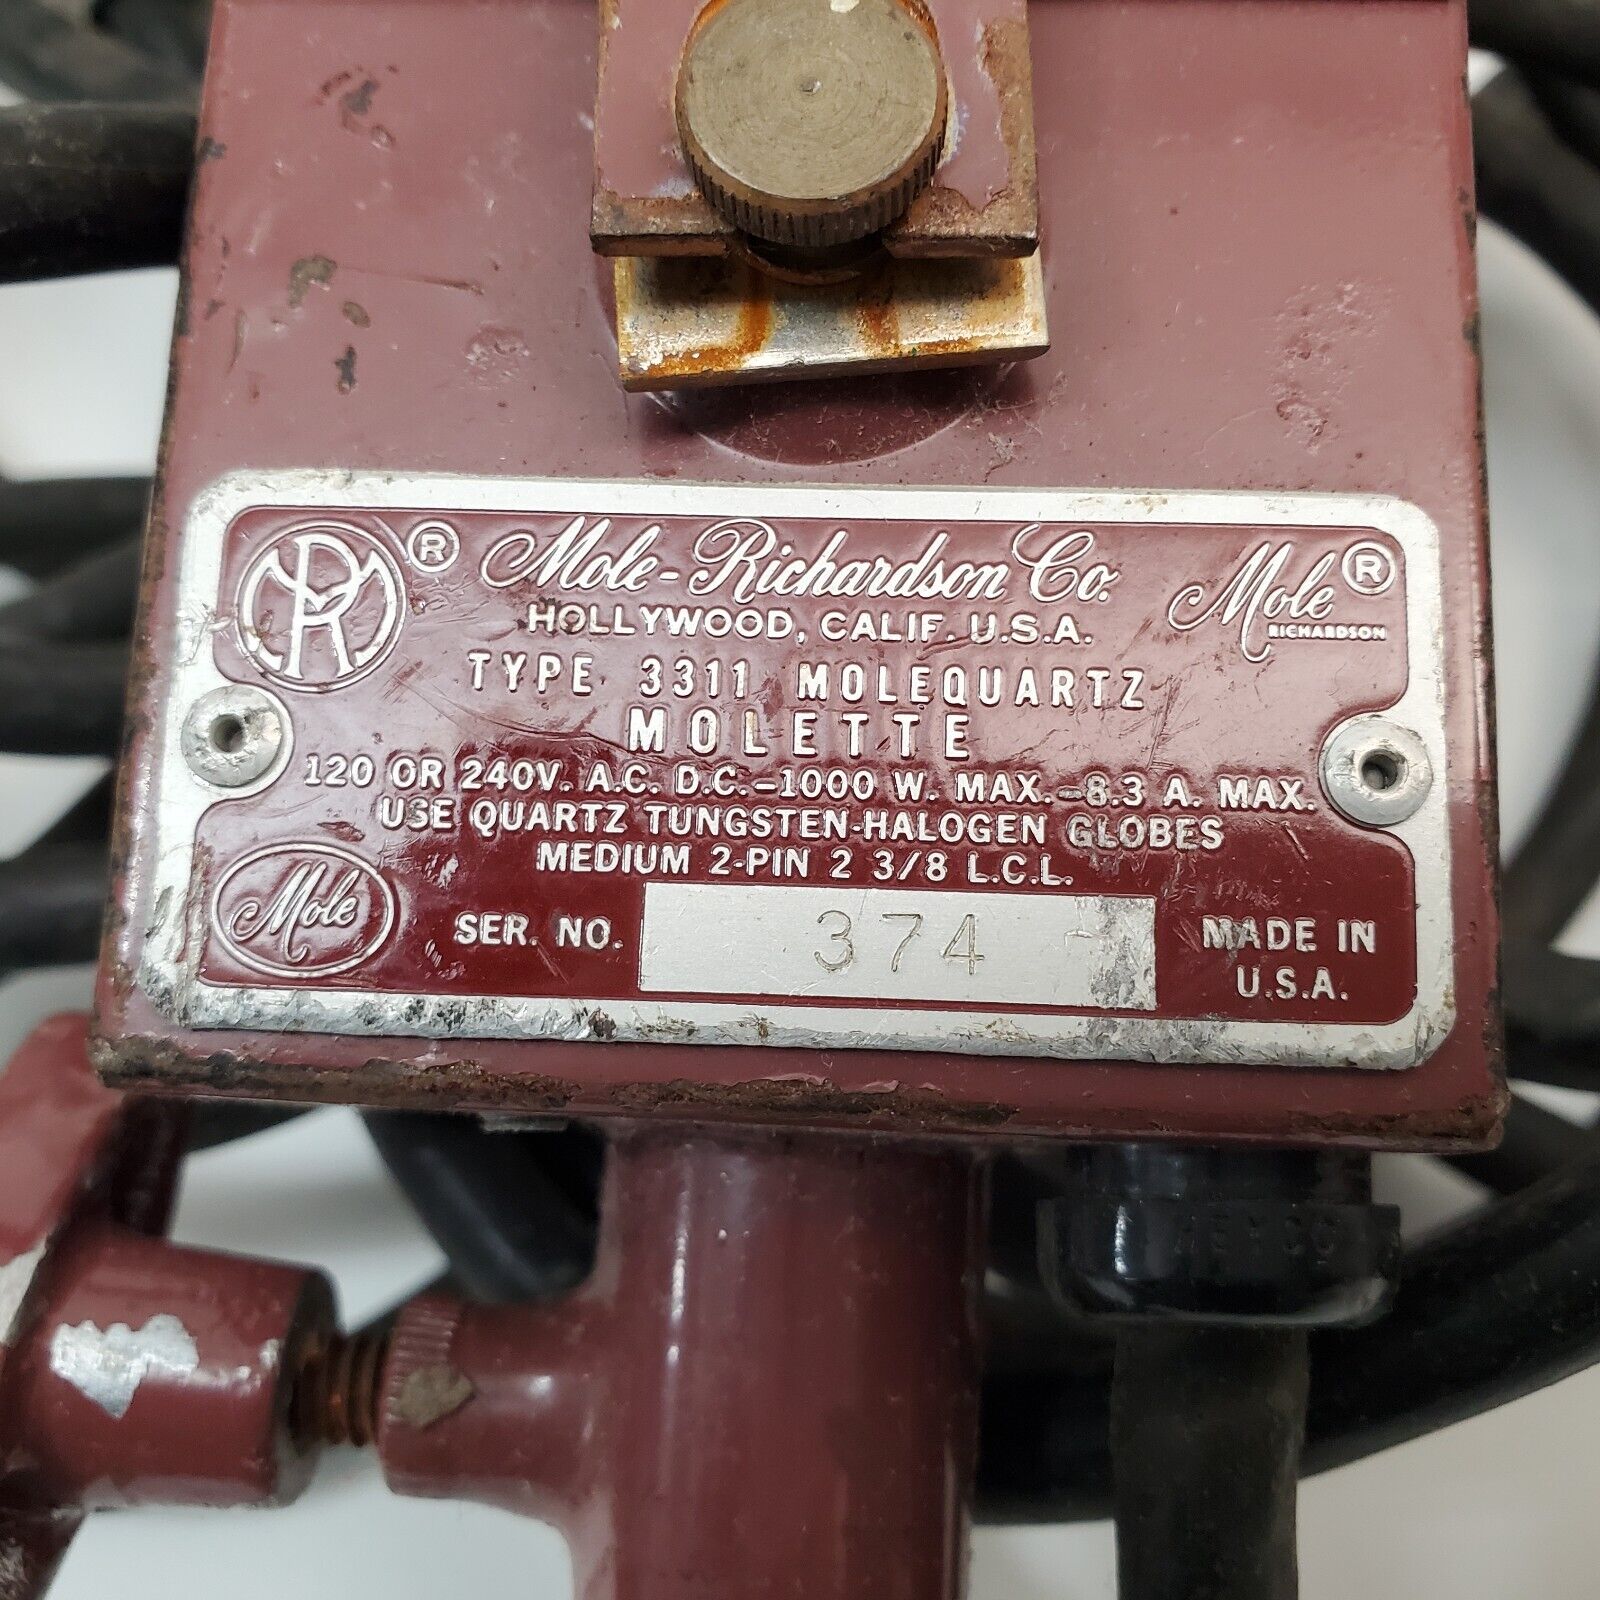 MR ® Mole-Richardson Co. Mole ®
RICHARDSON
HOLLYWOOD, CALIF. U.S.A.
TYPE 3311 MOLEQUARTZ
MOLETTE
120 OR 240V. A.C. D.C.-1000 W. MAX.-8.3 A. MAX.
USE QUARTZ TUNGSTEN-HALOGEN GLOBES
MEDIUM 2-PIN 2 3/8 L.C.L.
Mole
SER. NO. 374
MADE IN
U.S.A.